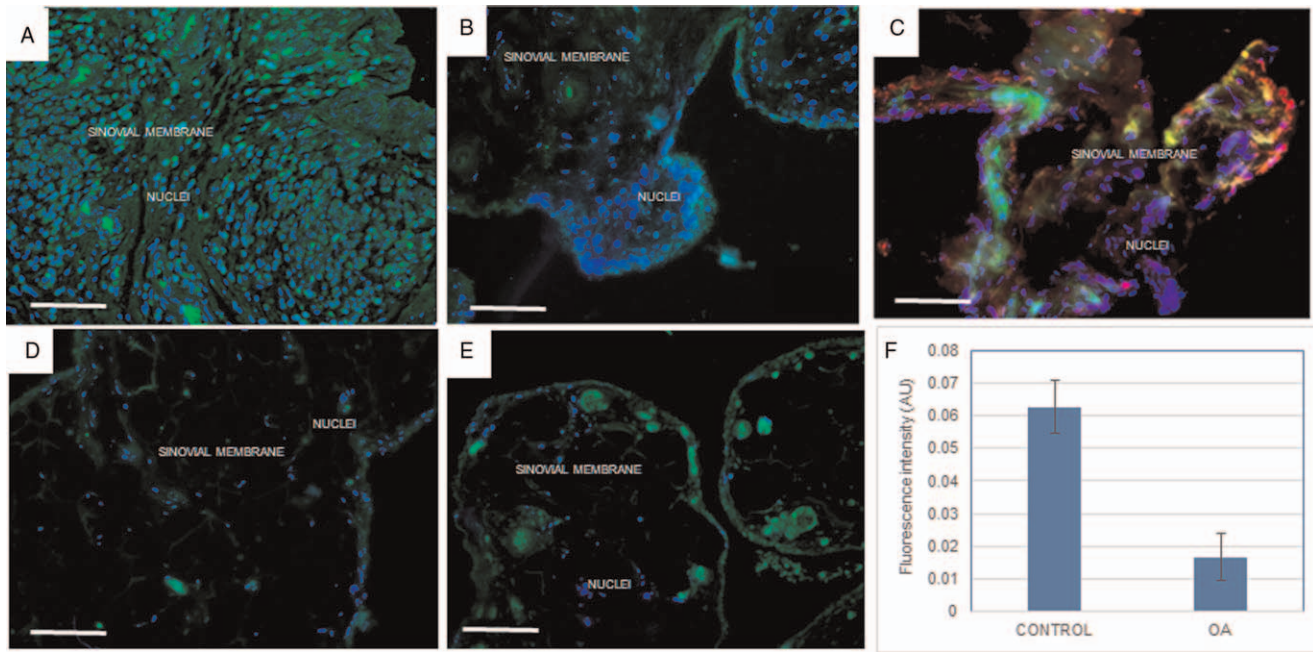 A
SINOVIAL MEMBRANE
NUCLEI
B
SINOVIAL MEMBRANE
NUCLEI
C
SINOVIAL MEMBRANE
NUCLEI
D
NUCLEI
SINOVIAL MEMBRANE
E
SINOVIAL MEMBRANE
NUCLEI
F
Fluorescence intensity (AU)
0.08
0.07
0.06
0.05
0.04
0.03
0.02
0.01
0
CONTROL OA